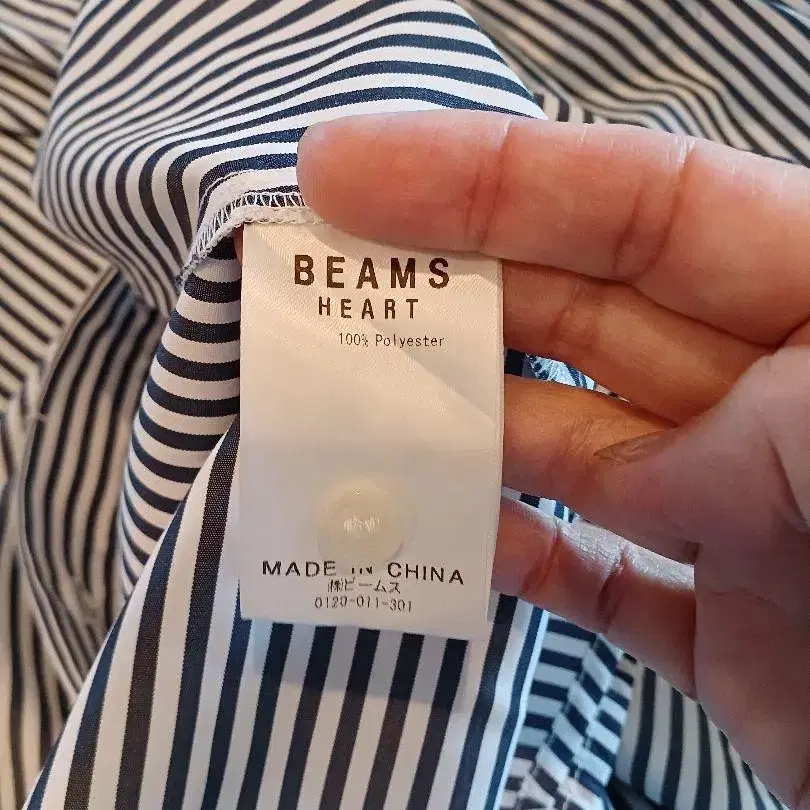 BEAMS
HEART
100% Polyester
MADE IN CHINA
㈱ビームス
0120-011-301